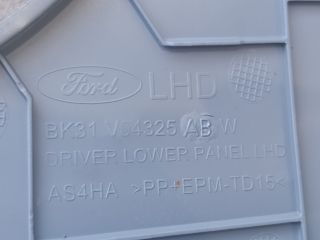 Ford LHD
BK31 V04325 AB W
DRIVER LOWER PANEL LHD
AS4HA >PP+EPM-TD15<